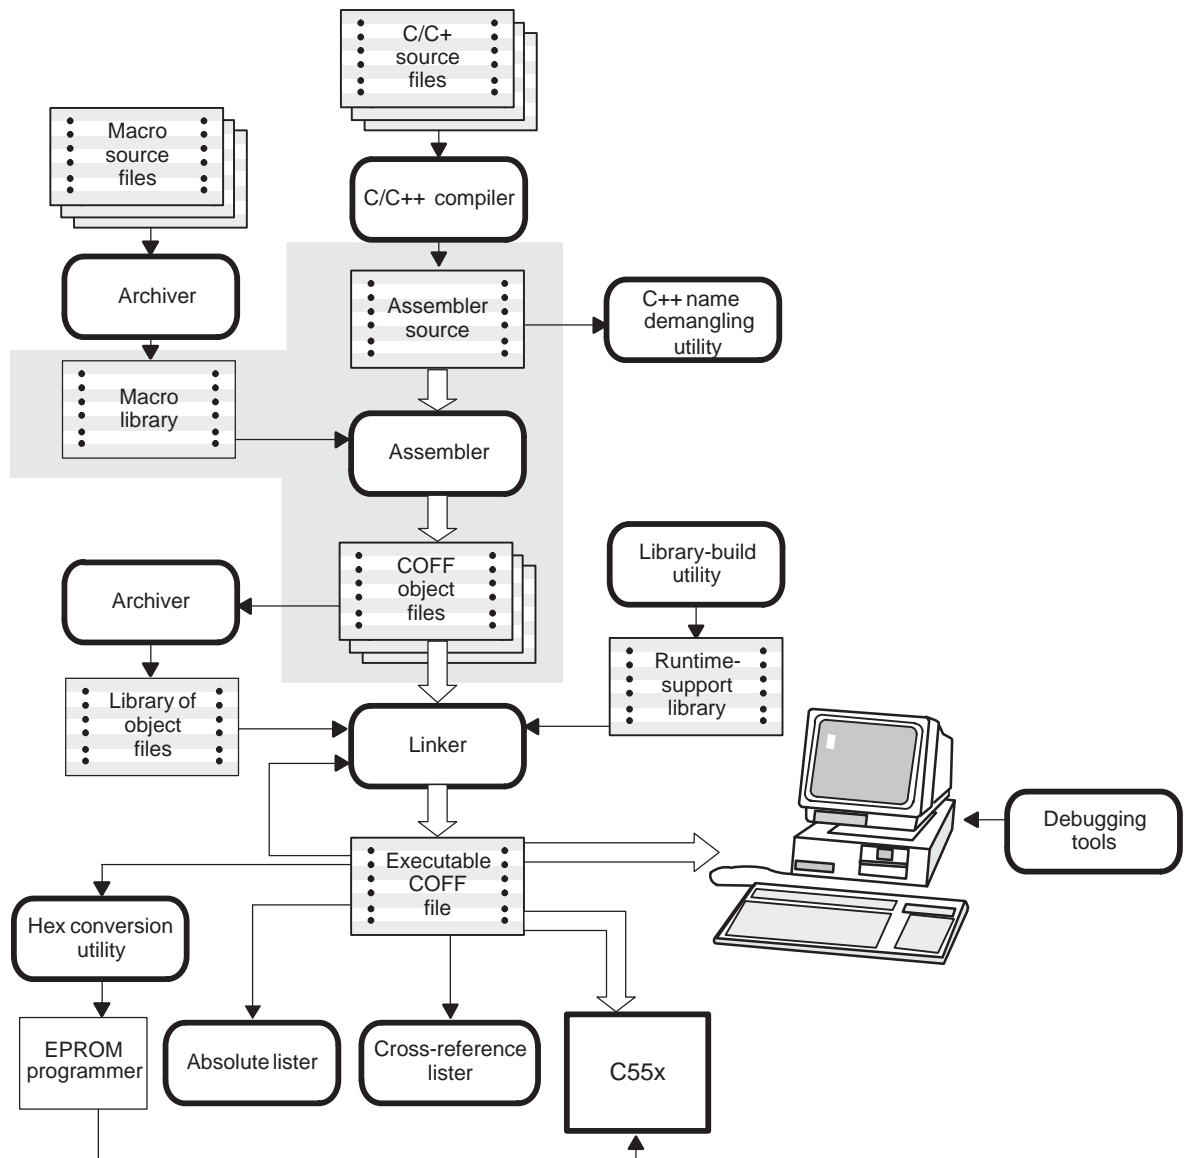 C/C+
source
files
Macro
source
files
C/C++ compiler
Archiver
Assembler
source
C++ name
demangling
utility
Macro
library
Assembler
Library-build
utility
COFF
object
files
Archiver
Runtime-
support
library
Library of
object
files
Linker
Debugging
tools
Executable
COFF
file
Hex conversion
utility
EPROM
programmer
Absolute lister
Cross-reference
lister
C55x